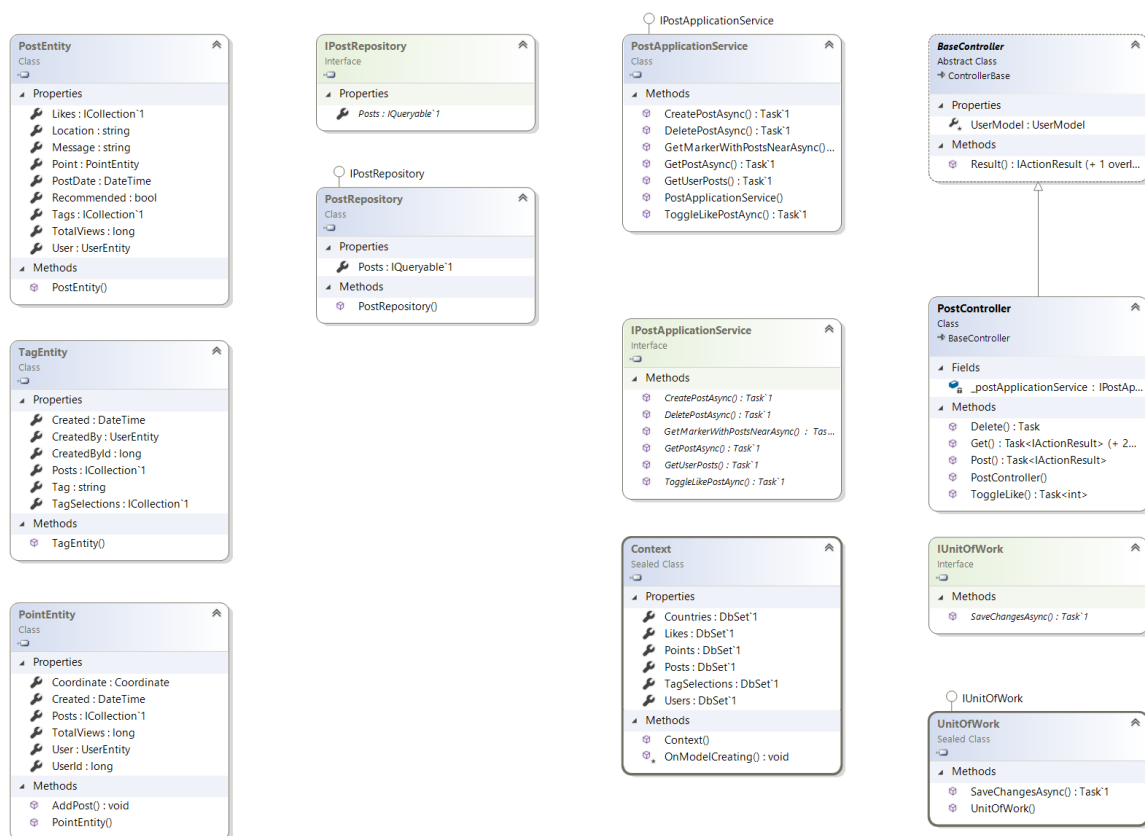 PostEntity
Class
Properties
Likes : ICollection`1
Location : string
Message : string
Point : PointEntity
PostDate : DateTime
Recommended : bool
Tags : ICollection`1
TotalViews : long
User : UserEntity
Methods
PostEntity()
TagEntity
Class
Properties
Created : DateTime
CreatedBy : UserEntity
CreatedById : long
Posts : ICollection`1
Tag : string
TagSelections : ICollection`1
Methods
TagEntity()
PointEntity
Class
Properties
Coordinate : Coordinate
Created : DateTime
Posts : ICollection`1
TotalViews : long
User : UserEntity
UserId : long
Methods
AddPost() : void
PointEntity()
IPostRepository
Interface
Properties
Posts : IQueryable`1
IPostRepository
PostRepository
Class
Properties
Posts : IQueryable`1
Methods
PostRepository()
IPostApplicationService
PostApplicationService
Class
Methods
CreatePostAsync() : Task`1
DeletePostAsync() : Task`1
GetMarkerWithPostsNearAsync()...
GetPostAsync() : Task`1
GetUserPosts() : Task`1
PostApplicationService()
ToggleLikePostAync() : Task`1
IPostApplicationService
Interface
Methods
CreatePostAsync() : Task`1
DeletePostAsync() : Task`1
GetMarkerWithPostsNearAsync() : Tas...
GetPostAsync() : Task`1
GetUserPosts() : Task`1
ToggleLikePostAync() : Task`1
Context
Sealed Class
Properties
Countries : DbSet`1
Likes : DbSet`1
Points : DbSet`1
Posts : DbSet`1
TagSelections : DbSet`1
Users : DbSet`1
Methods
Context()
OnModelCreating() : void
BaseController
Abstract Class
ControllerBase
Properties
UserModel : UserModel
Methods
Result() : IActionResult (+ 1 overl...
PostController
Class
BaseController
Fields
_postApplicationService : IPostAp...
Methods
Delete() : Task
Get() : Task<IActionResult> (+ 2...
Post() : Task<IActionResult>
PostController()
ToggleLike() : Task<int>
IUnitOfWork
Interface
Methods
SaveChangesAsync() : Task`1
IUnitOfWork
UnitOfWork
Sealed Class
Methods
SaveChangesAsync() : Task`1
UnitOfWork()